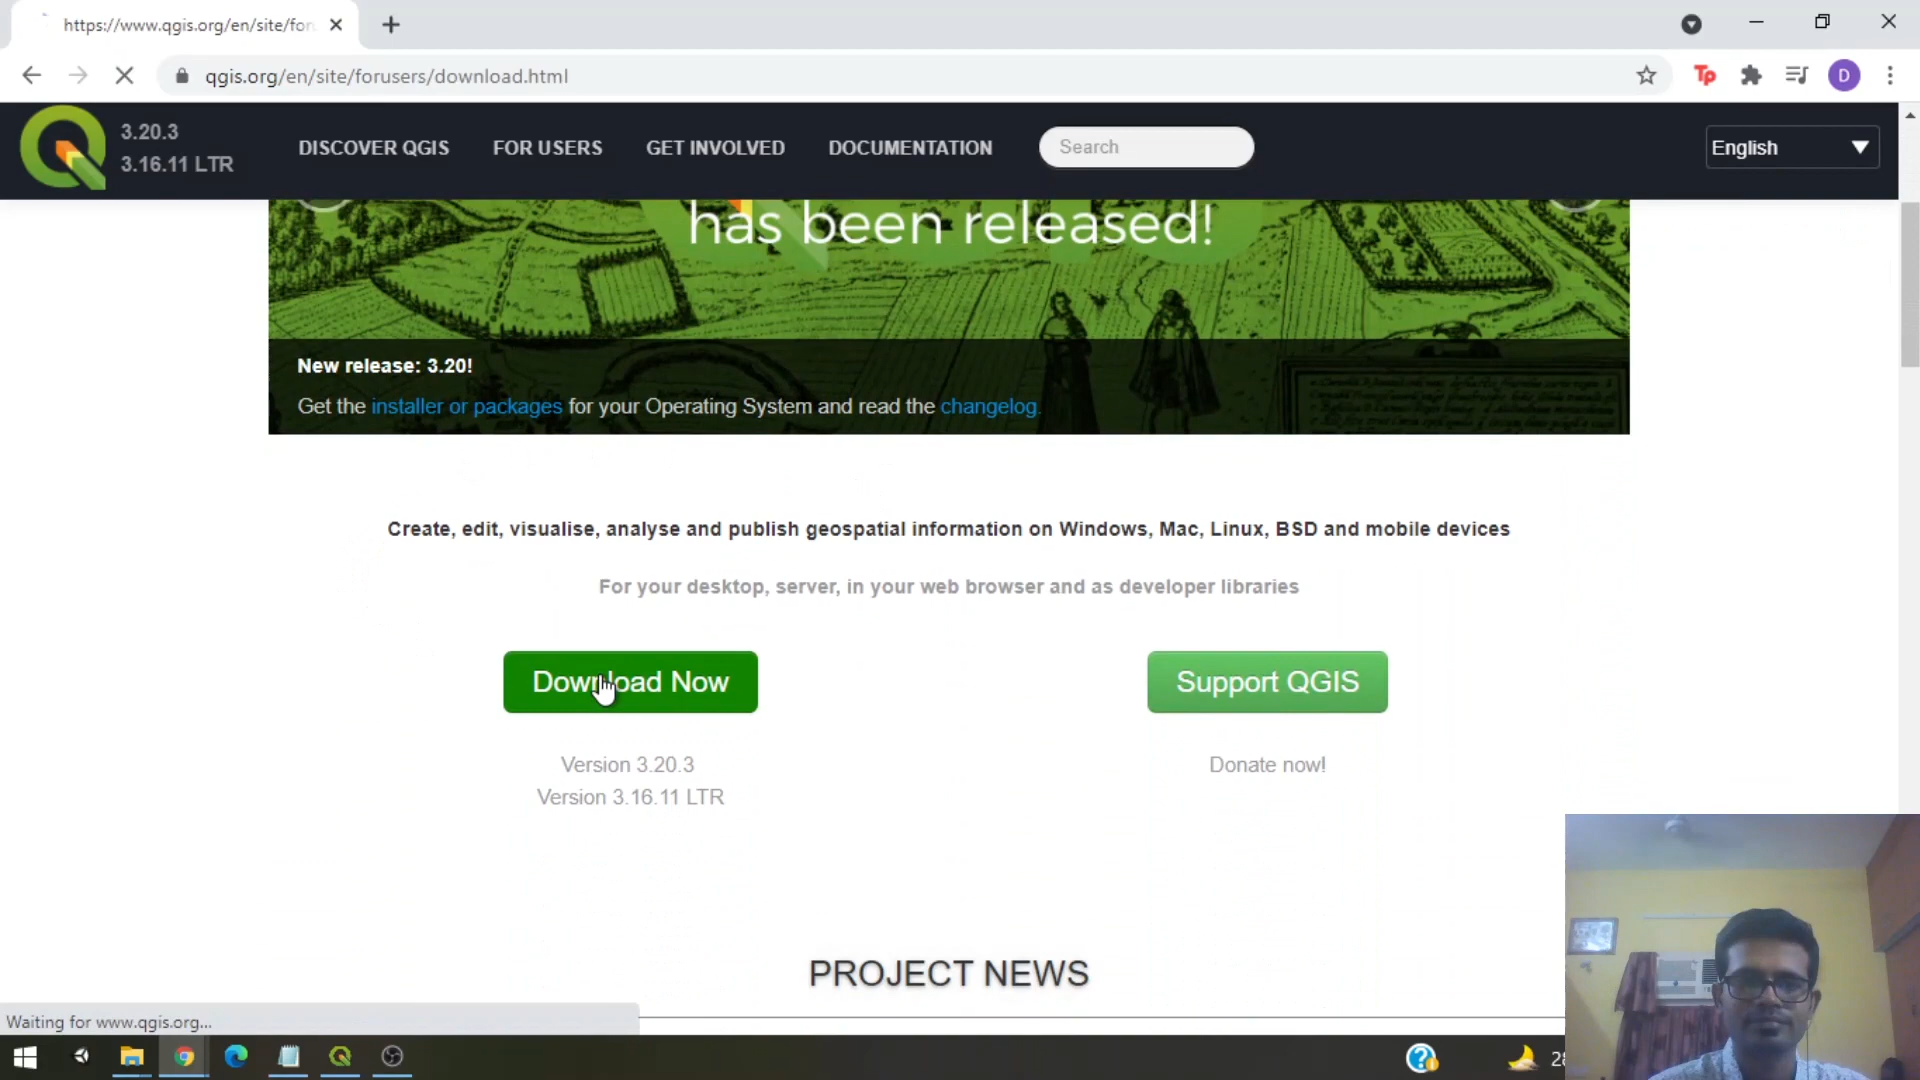 https://www.qgis.org/en/site/for
qgis.org/en/site/forusers/download.html
Tp
D
3.20.3
3.16.11 LTR
DISCOVER QGIS
FOR USERS
GET INVOLVED
DOCUMENTATION
Search
English
has been released!
New release: 3.20!
Get the installer or packages for your Operating System and read the changelog.
Create, edit, visualise, analyse and publish geospatial information on Windows, Mac, Linux, BSD and mobile devices
For your desktop, server, in your web browser and as developer libraries
Download Now
Support QGIS
Version 3.20.3
Donate now!
Version 3.16.11 LTR
PROJECT NEWS
Waiting for www.qgis.org...